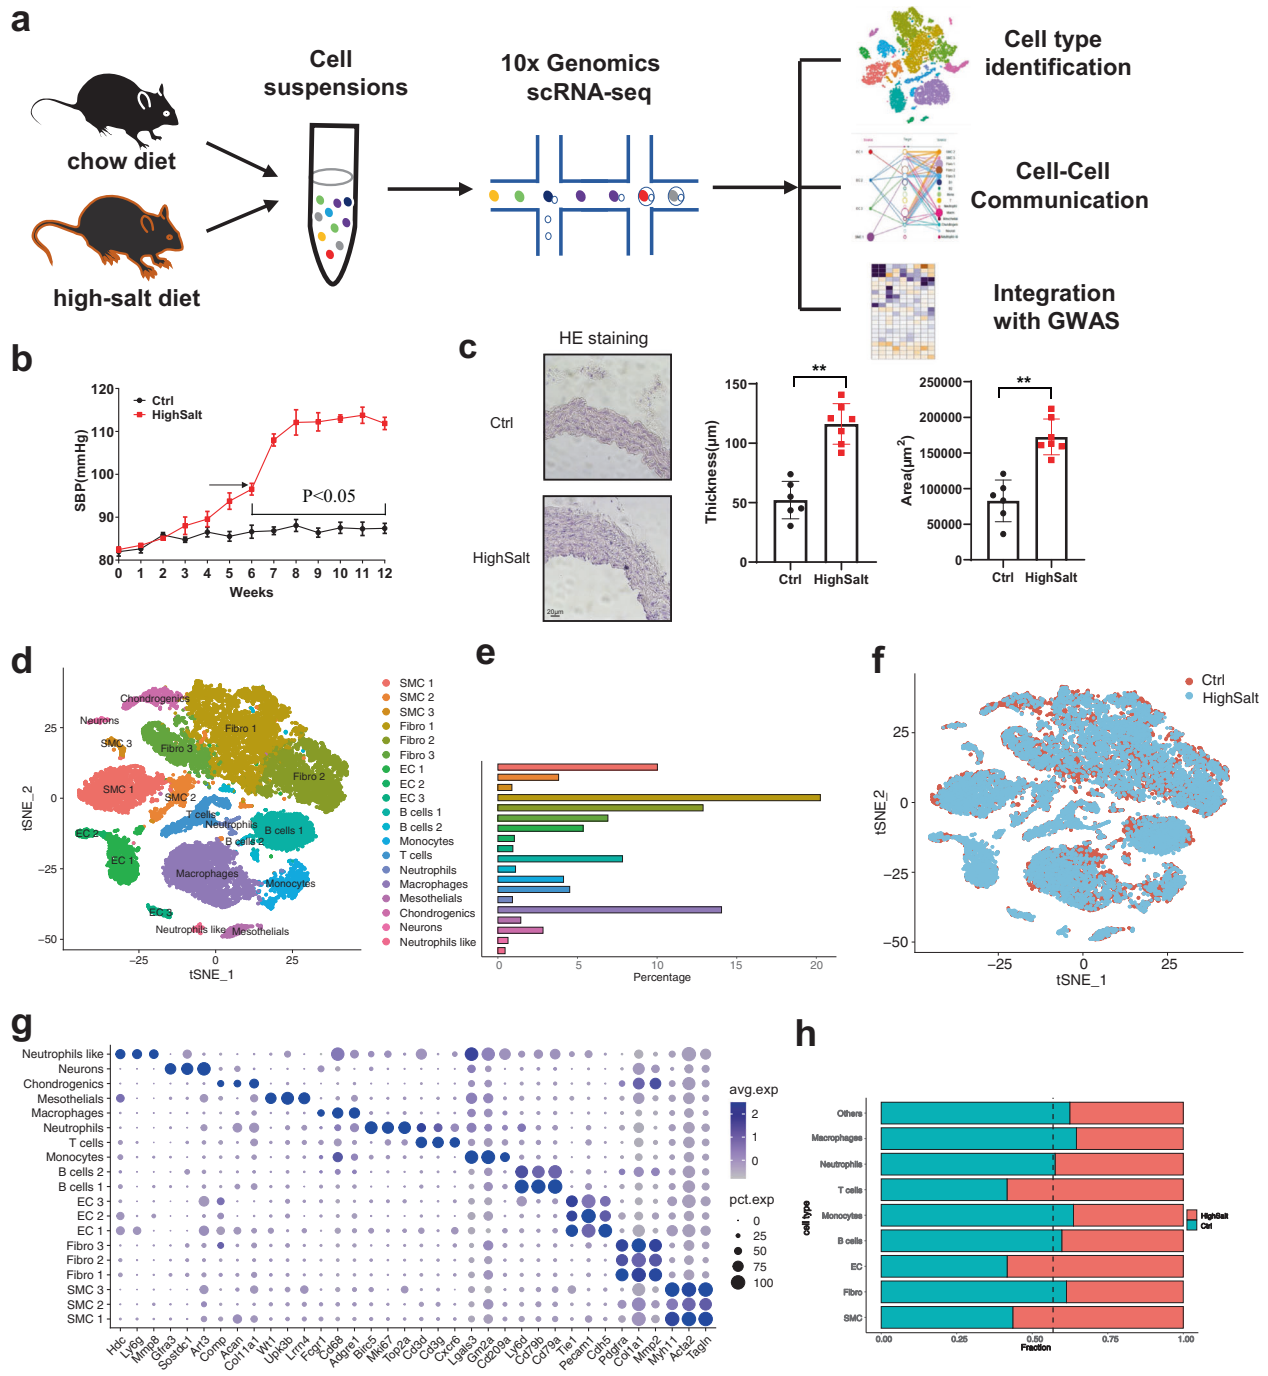 a
chow diet
high-salt diet
Cell
suspensions
10x Genomics
scRNA-seq
Cell type
identification
Cell-Cell
Communication
Integration
with GWAS
b
120
110
100
90
80
SBP(mmHg)
Ctrl
HighSalt
P<0.05
0 1 2 3 4 5 6 7 8 9 10 11 12
Weeks
c
HE staining
Ctrl
HighSalt
20μm
**
150
100
50
0
Thickness(μm)
Ctrl HighSalt
**
250000
200000
150000
100000
50000
0
Area(μm²)
Ctrl HighSalt
d
25
0
−25
−50
tSNE_2
−25 0 25
tSNE_1
Chondrogenics
Neurons
Fibro 1
SMC 3
Fibro 3
Fibro 2
SMC 1
SMC 2
T cells
Neutrophils
B cells 1
EC 2
B cells 2
EC 1
Macrophages
Monocytes
EC 3
Neutrophils like
Mesothelials
SMC 1
SMC 2
SMC 3
Fibro 1
Fibro 2
Fibro 3
EC 1
EC 2
EC 3
B cells 1
B cells 2
Monocytes
T cells
Neutrophils
Macrophages
Mesothelials
Chondrogenics
Neurons
Neutrophils like
e
0 5 10 15 20
Percentage
f
Ctrl
HighSalt
25
0
−25
−50
tSNE_2
−25 0 25
tSNE_1
g
Neutrophils like
Neurons
Chondrogenics
Mesothelials
Macrophages
Neutrophils
T cells
Monocytes
B cells 2
B cells 1
EC 3
EC 2
EC 1
Fibro 3
Fibro 2
Fibro 1
SMC 3
SMC 2
SMC 1
Hdc Ly6g Mmp8 Gfra3 Sostdc1 Art3 Comp Acan Col11a1 Wt1 Upk3b Lrrn4 Fcgr1 Cd68 Adgre1 Birc5 Mki67 Top2a Cd3d Cd3g Cxcr6 Lgals3 Gm2a Cd209a Ly6d Cd79b Cd79a Tie1 Pecam1 Cdh5 Pdgfra Col1a1 Mmp2 Myh11 Acta2 Tagln
avg.exp
2
1
0
pct.exp
0
25
50
75
100
h
Others
Macrophages
Neutrophils
T cells
Monocytes
B cells
EC
Fibro
SMC
cell type
0.00 0.25 0.50 0.75 1.00
Fraction
HighSalt
Ctrl